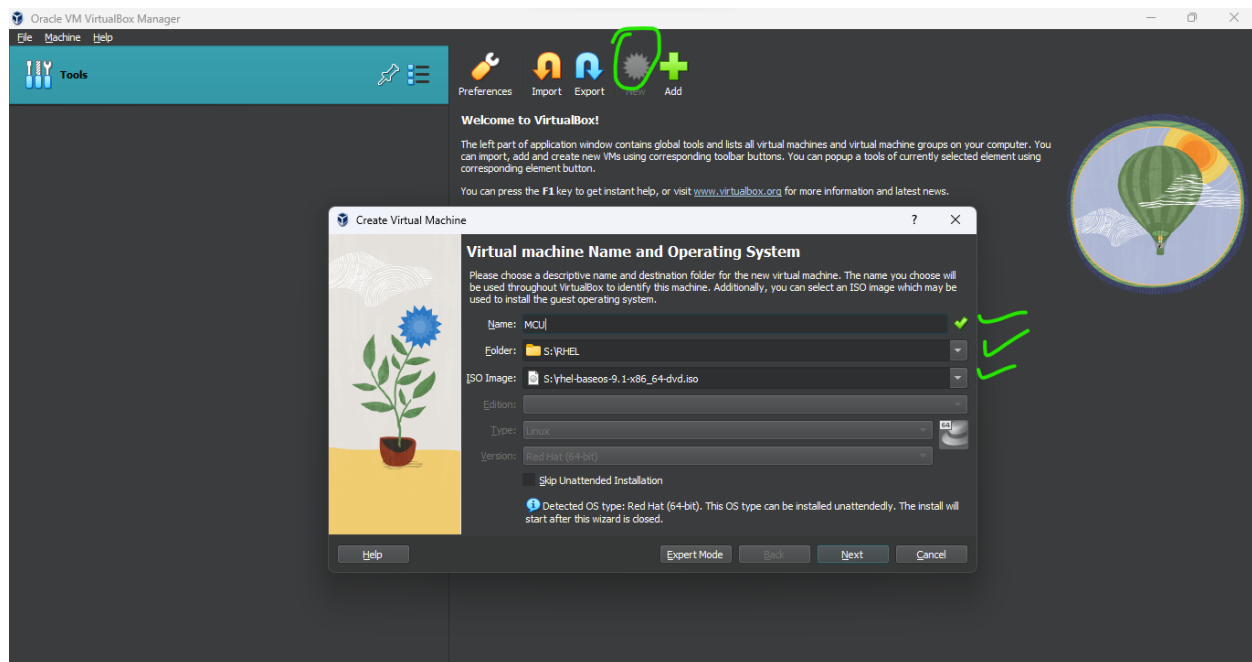 Oracle VM VirtualBox Manager
File Machine Help
Tools
Preferences Import Export New Add
Welcome to VirtualBox!
The left part of application window contains global tools and lists all virtual machines and virtual machine groups on your computer. You
can import, add and create new VMs using corresponding toolbar buttons. You can popup a tools of currently selected element using
corresponding element button.
You can press the F1 key to get instant help, or visit www.virtualbox.org for more information and latest news.
Create Virtual Machine
?
Virtual machine Name and Operating System
Please choose a descriptive name and destination folder for the new virtual machine. The name you choose will
be used throughout VirtualBox to identify this machine. Additionally, you can select an ISO image which may be
used to install the guest operating system.
Name: MCU
Folder: S:\RHEL
ISO Image: S:\rhel-baseos-9.1-x86_64-dvd.iso
Edition:
Type: Linux
64
Version: Red Hat (64-bit)
Skip Unattended Installation
Detected OS type: Red Hat (64-bit). This OS type can be installed unattendedly. The install will
start after this wizard is closed.
Help Expert Mode Back Next Cancel